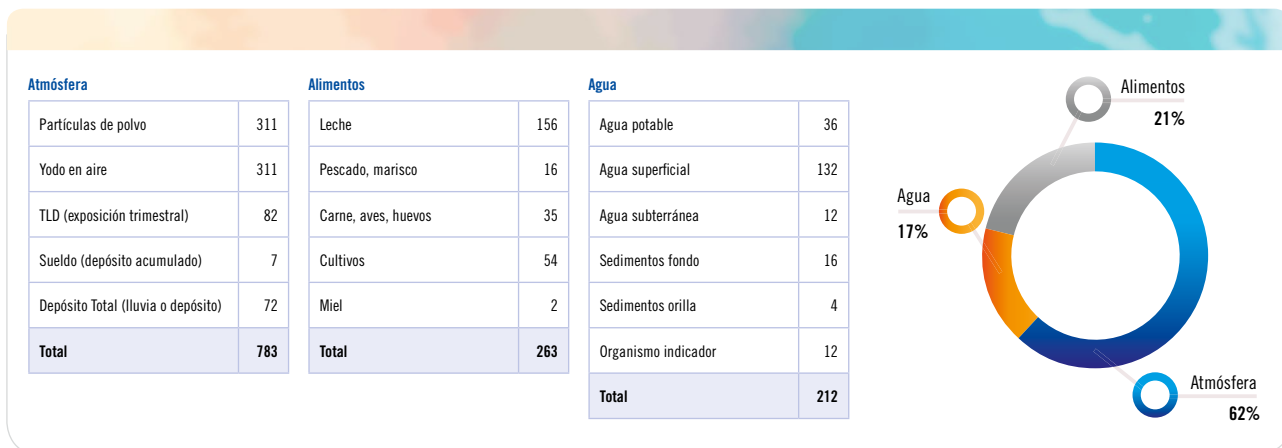 Atmósfera
Partículas de polvo 311
Yodo en aire 311
TLD (exposición trimestral) 82
Sueldo (depósito acumulado) 7
Depósito Total (lluvia o depósito) 72
Total 783
Alimentos
Leche 156
Pescado, marisco 16
Carne, aves, huevos 35
Cultivos 54
Miel 2
Total 263
Agua
Agua potable 36
Agua superficial 132
Agua subterránea 12
Sedimentos fondo 16
Sedimentos orilla 4
Organismo indicador 12
Total 212
Alimentos
21%
Agua
17%
Atmósfera
62%